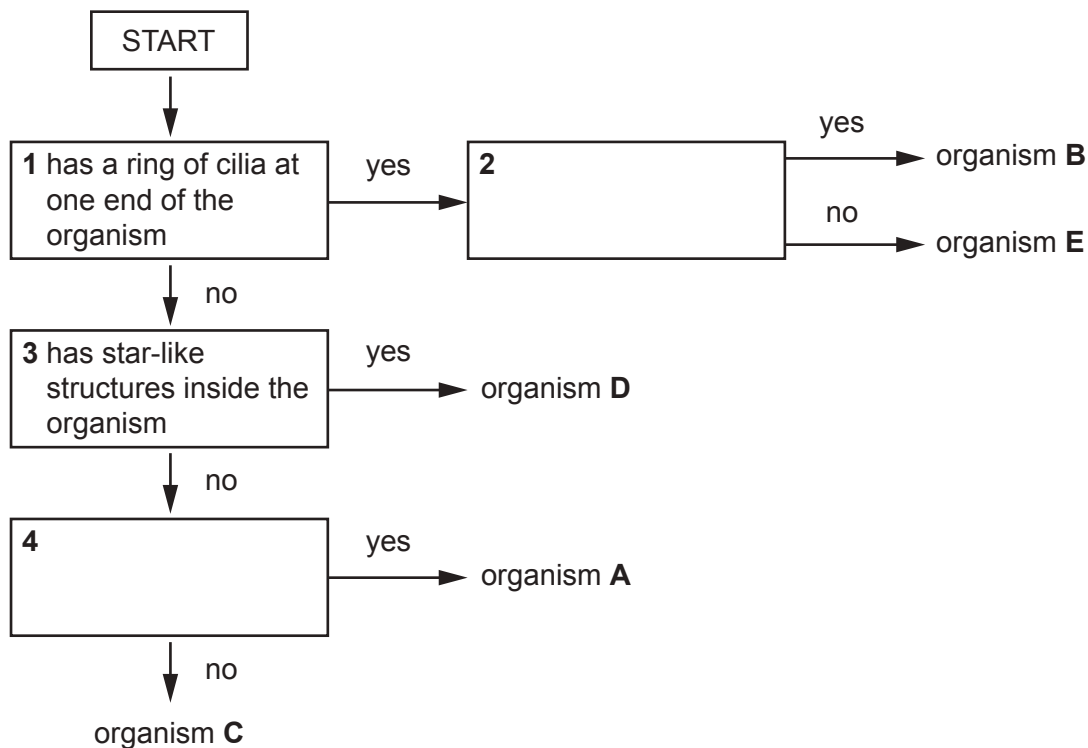 START
1 has a ring of cilia at
one end of the
organism
yes
2
yes
organism B
no
organism E
no
3 has star-like
structures inside the
organism
yes
organism D
no
4
yes
organism A
no
organism C